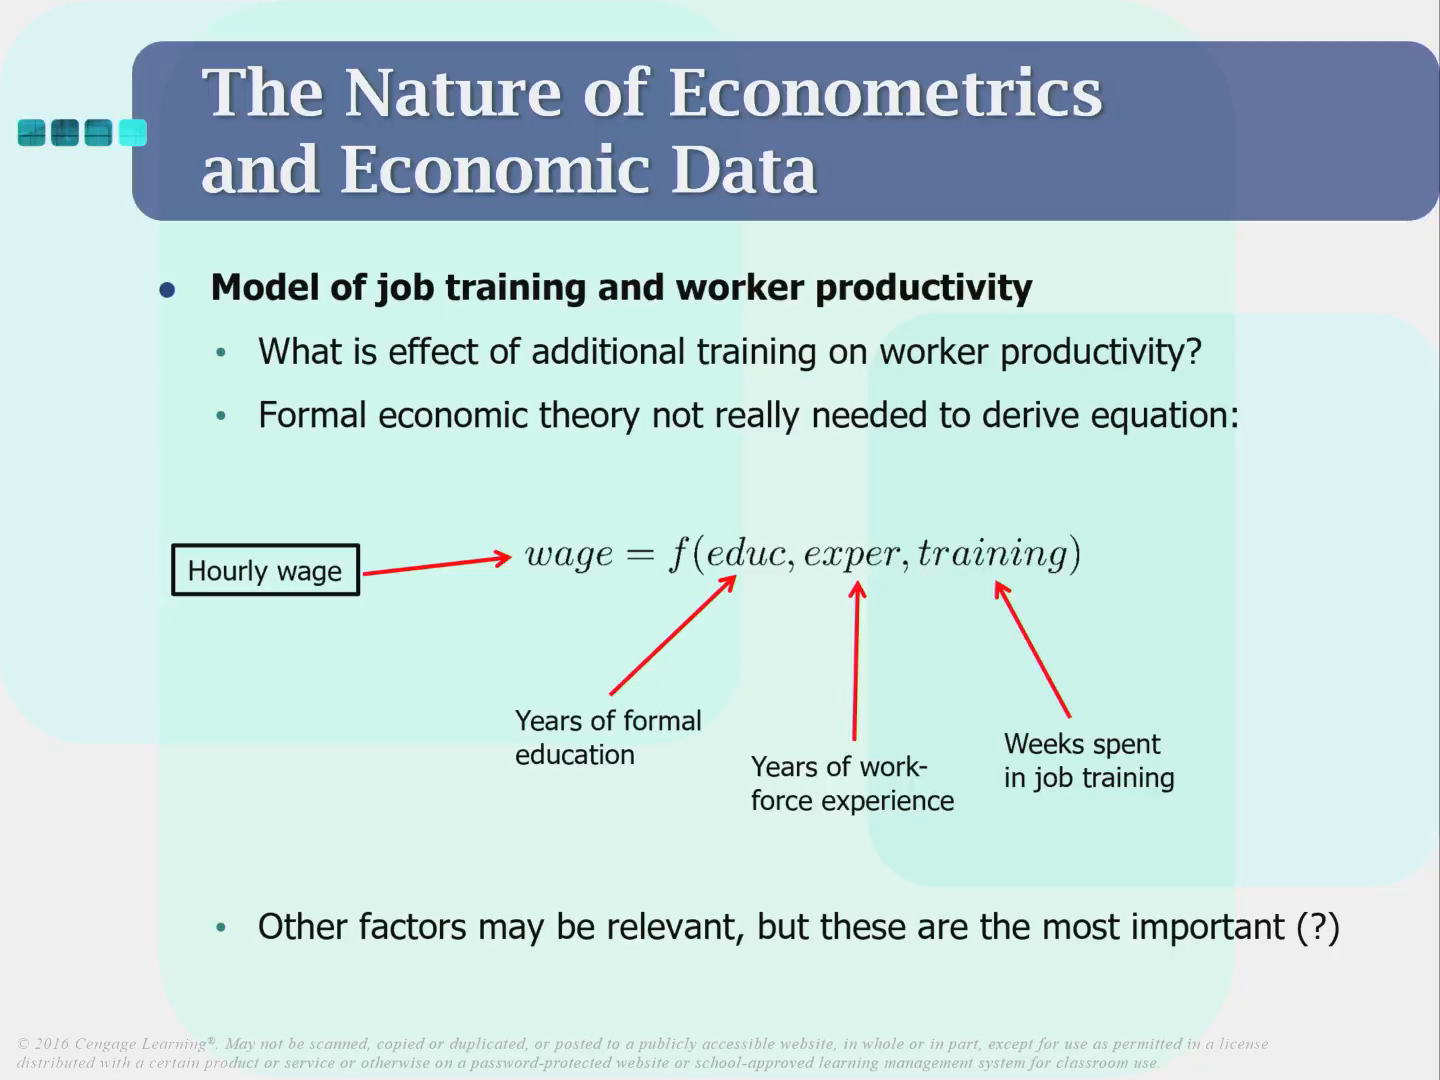 The Nature of Econometrics
and Economic Data
Model of job training and worker productivity
What is effect of additional training on worker productivity?
Formal economic theory not really needed to derive equation:
Hourly wage
wage = f(educ, exper, training)
Years of formal
education
Years of work-
force experience
Weeks spent
in job training
Other factors may be relevant, but these are the most important (?)
© 2016 Cengage Learning®. May not be scanned, copied or duplicated, or posted to a publicly accessible website, in whole or in part, except for use as permitted in a license
distributed with a certain product or service or otherwise on a password-protected website or school-approved learning management system for classroom use.